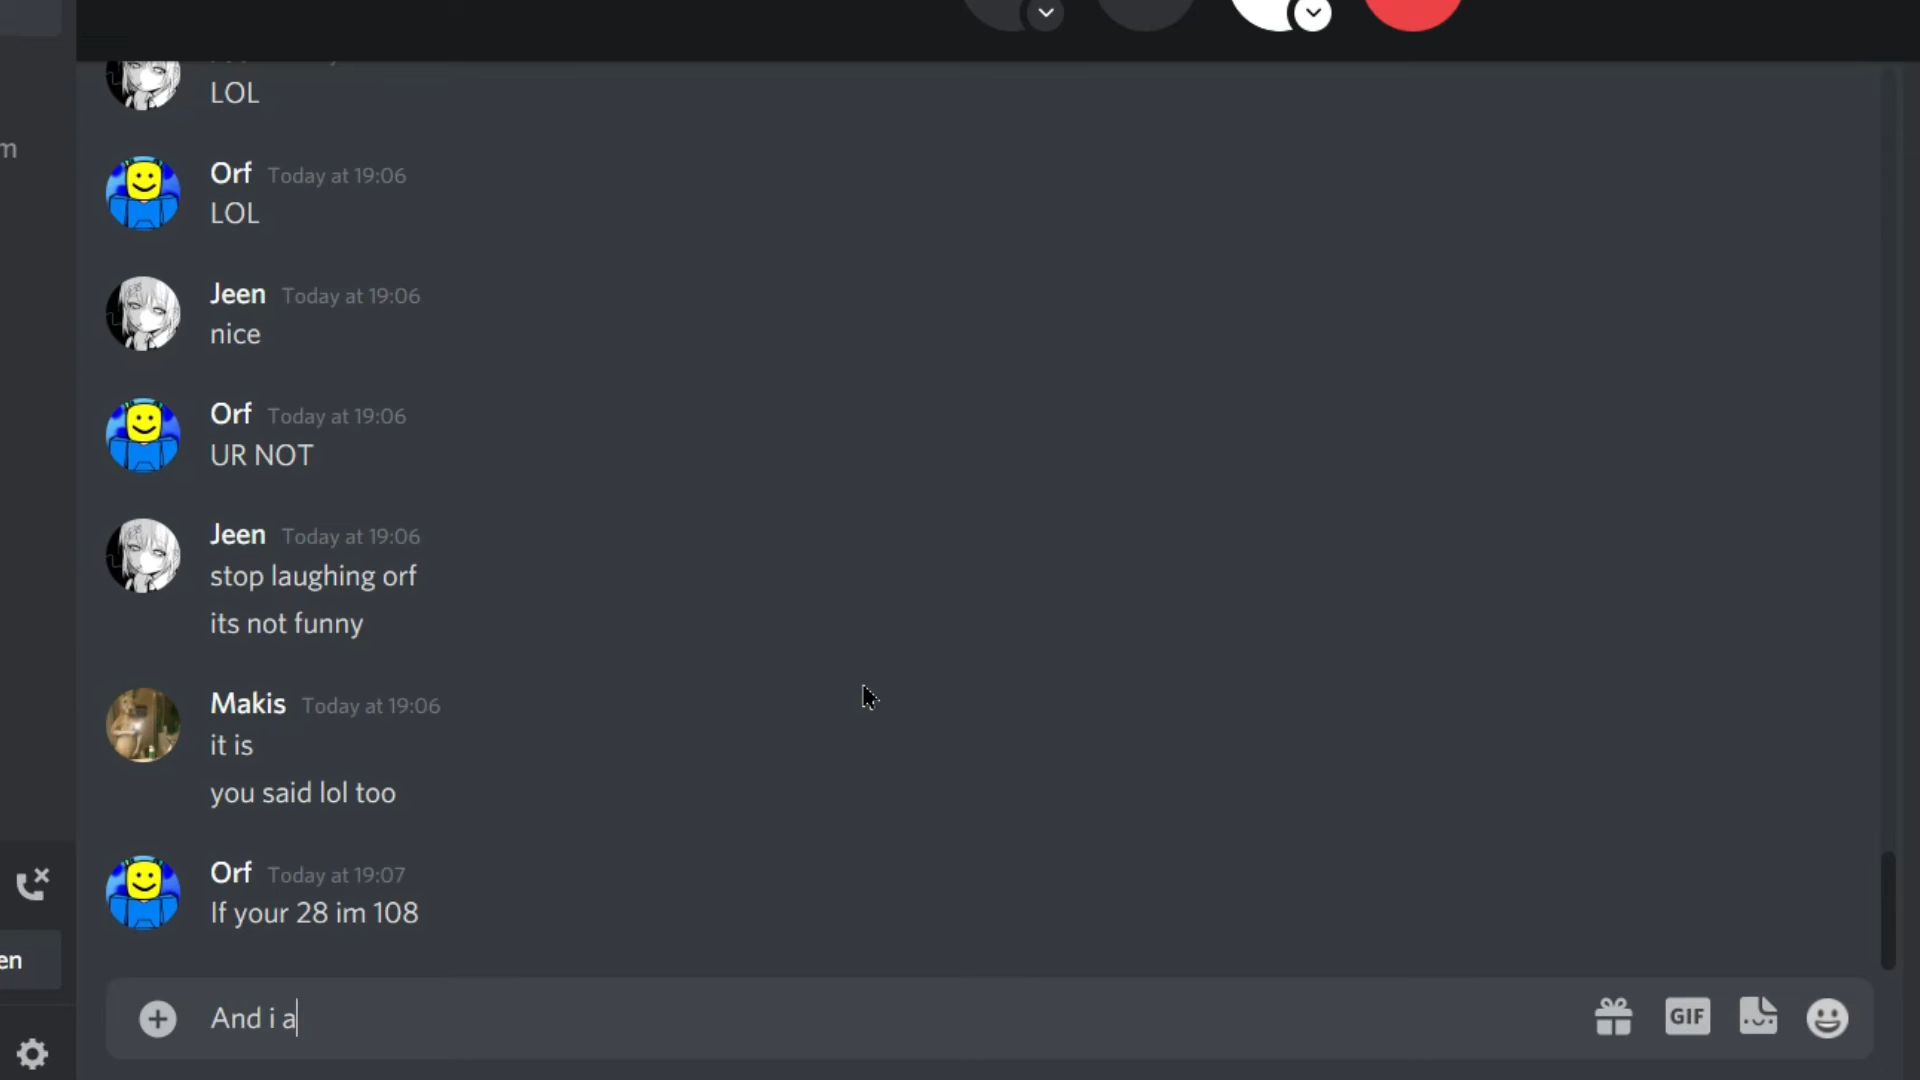 LOL
m
Orf Today at 19:06
LOL
Jeen Today at 19:06
nice
Orf Today at 19:06
UR NOT
Jeen Today at 19:06
stop laughing orf
its not funny
Makis Today at 19:06
it is
you said lol too
Orf Today at 19:07
If your 28 im 108
en
And i a
GIF